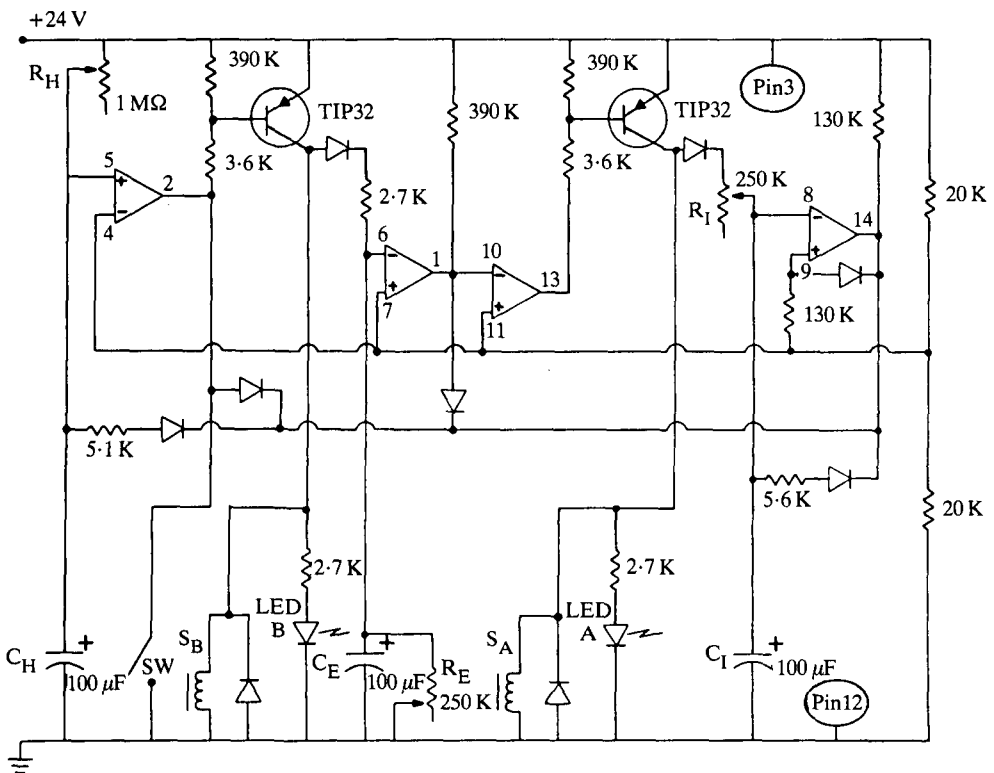 +24 V
R_H
1 MΩ
390 K
TIP32
3·6 K
2·7 K
390 K
390 K
TIP32
3·6 K
Pin3
130 K
250 K
R_I
20 K
5
2
4
6
1
7
10
13
11
8
14
9
130 K
5·1 K
5·6 K
20 K
2·7 K
LED
B
S_B
C_H
+
100 μF
SW
C_E
+
100 μF
R_E
250 K
2·7 K
LED
A
S_A
C_I
+
100 μF
Pin12